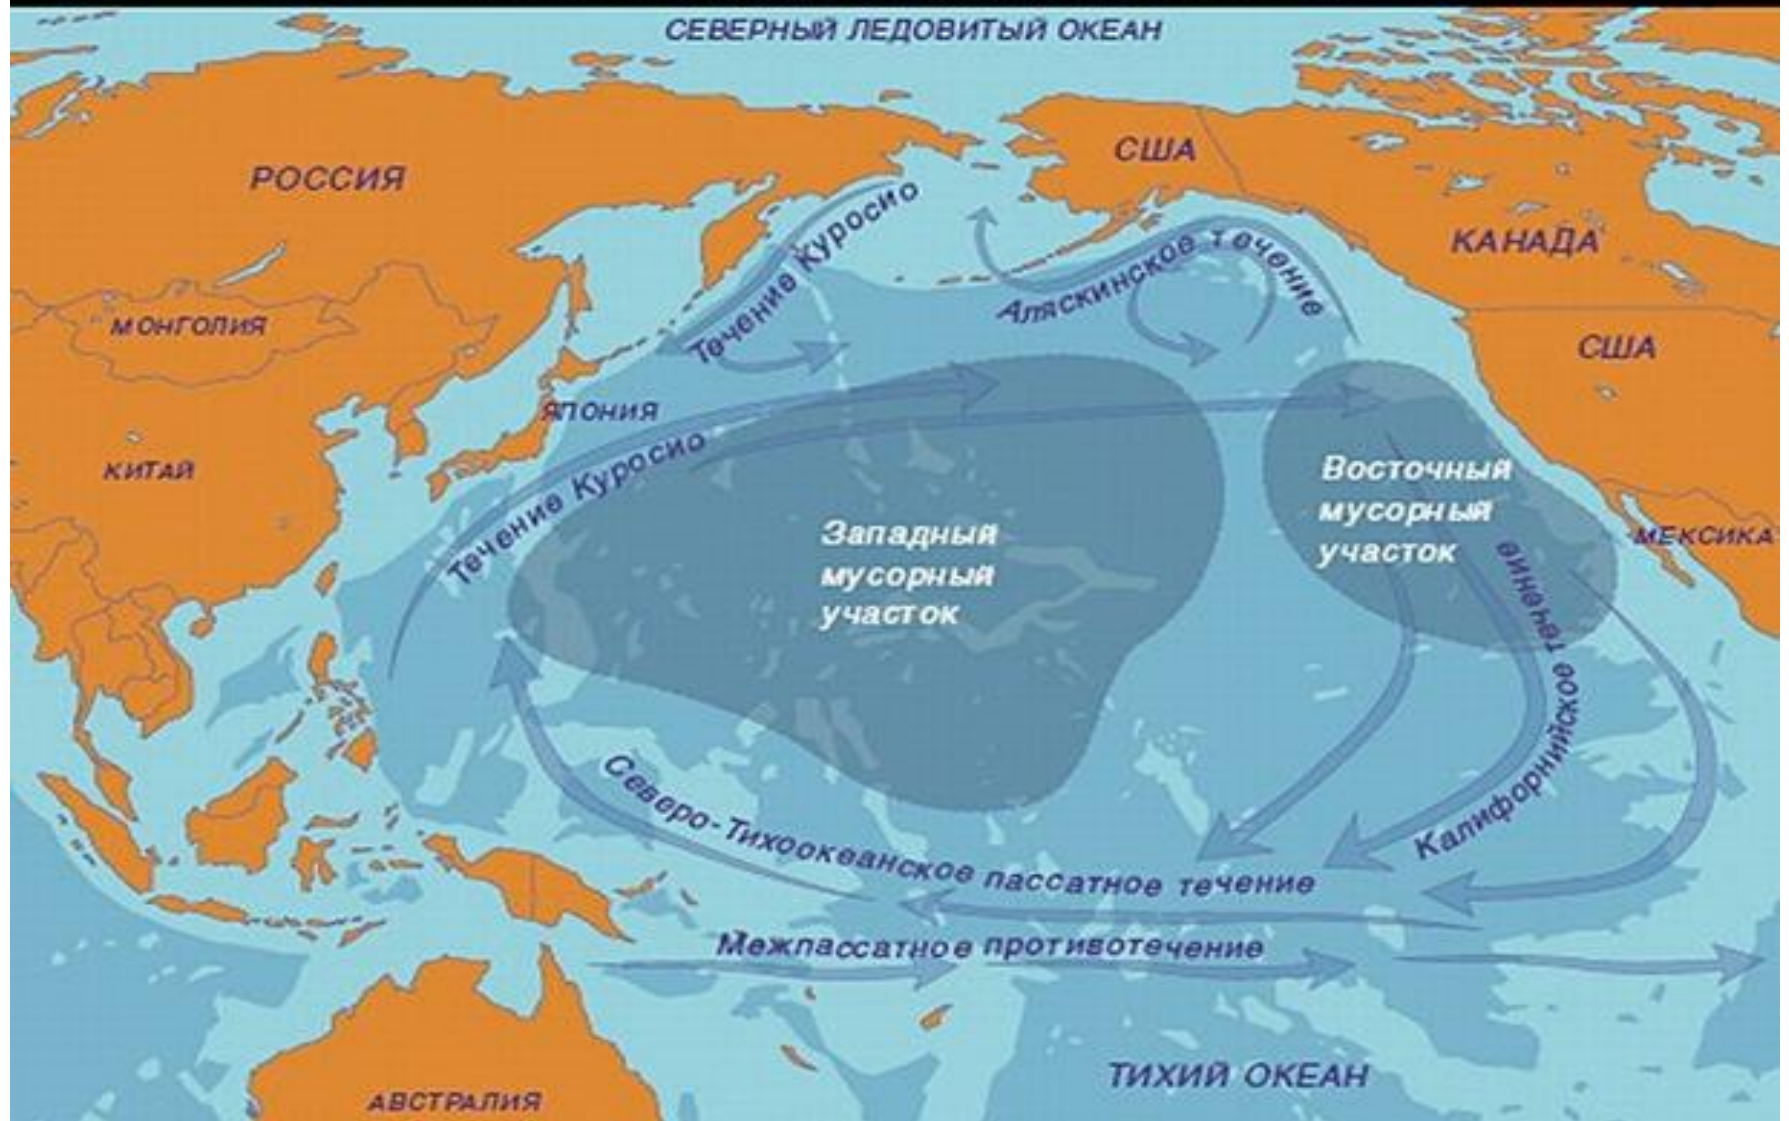 СЕВЕРНЫЙ ЛЕДОВИТЫЙ ОКЕАН
РОССИЯ
США
КАНАДА
Течение Куросио
Аляскинское течение
МОНГОЛИЯ
США
ЯПОНИЯ
КИТАЙ
Течение Куросио
Западный
мусорный
участок
Восточный
мусорный
участок
МЕКСИКА
Калифорнийское течение
Северо-Тихоокеанское пассатное течение
Межпассатное противотечение
ТИХИЙ ОКЕАН
АВСТРАЛИЯ